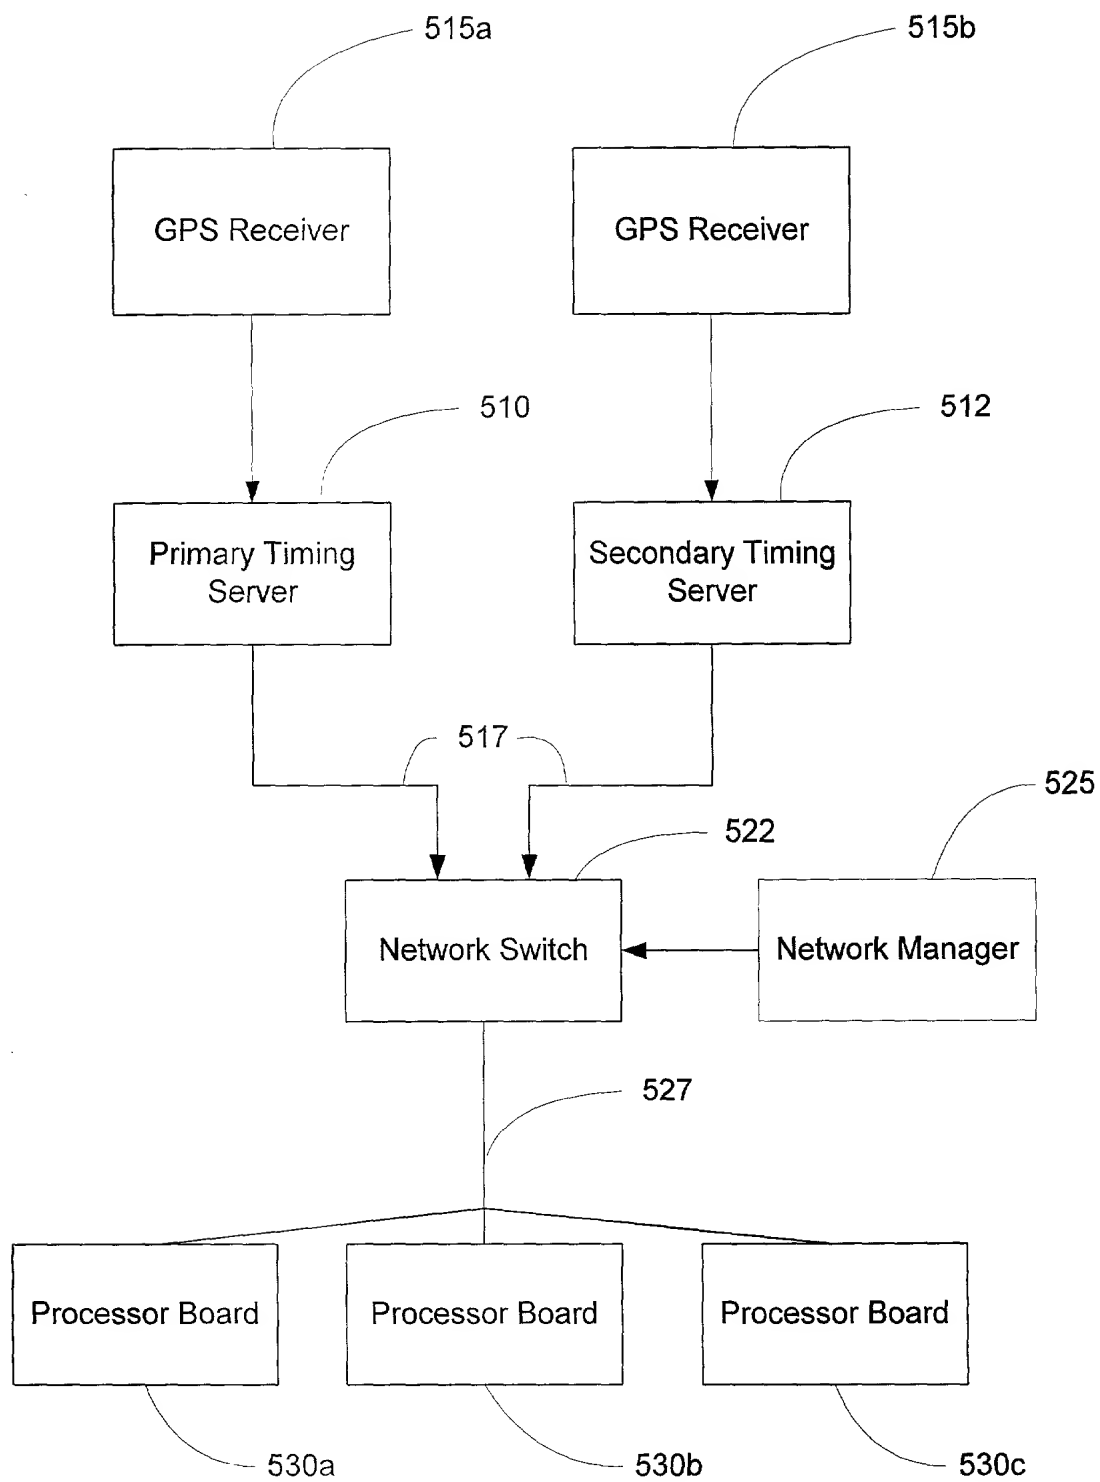 515a
515b
GPS Receiver
GPS Receiver
510
512
Primary Timing
Server
Secondary Timing
Server
517
525
522
Network Switch
Network Manager
527
Processor Board
Processor Board
Processor Board
530a
530b
530c